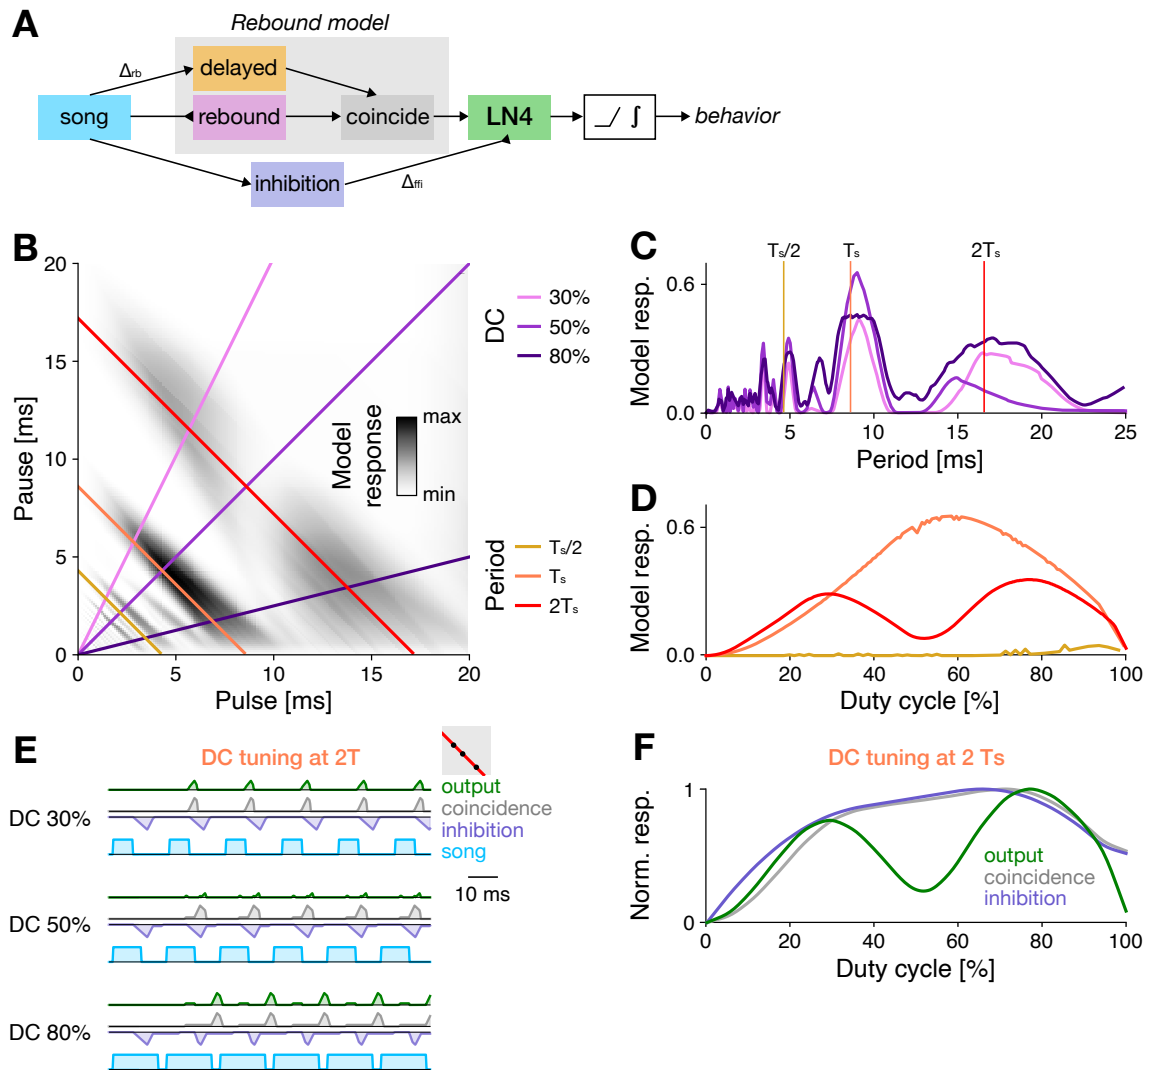 A
Rebound model
song
Δrb
delayed
rebound
coincide
LN4
∫
behavior
inhibition
Δffi
B
20
15
10
5
0
Pause [ms]
0
5
10
15
20
Pulse [ms]
Model
response
max
min
DC
30%
50%
80%
Period
Ts/2
Ts
2Ts
C
Ts/2
Ts
2Ts
Model resp.
0.6
0.0
0
5
10
15
20
25
Period [ms]
D
Model resp.
0.6
0.0
0
20
40
60
80
100
Duty cycle [%]
E
DC tuning at 2T
output
coincidence
inhibition
song
10 ms
DC 30%
DC 50%
DC 80%
F
DC tuning at 2 Ts
Norm. resp.
1
0
output
coincidence
inhibition
0
20
40
60
80
100
Duty cycle [%]